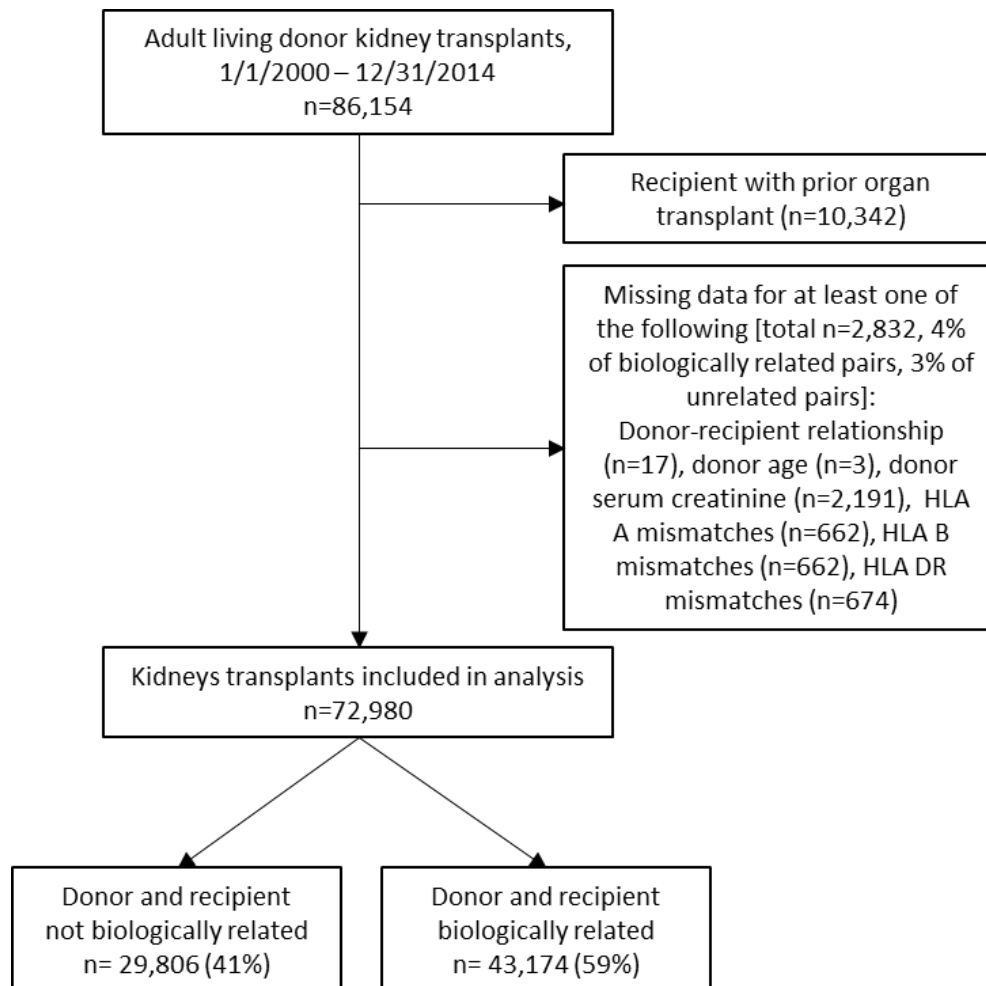 Adult living donor kidney transplants,
1/1/2000 – 12/31/2014
n=86,154
Recipient with prior organ
transplant (n=10,342)
Missing data for at least one of
the following [total n=2,832, 4%
of biologically related pairs, 3% of
unrelated pairs]:
Donor-recipient relationship
(n=17), donor age (n=3), donor
serum creatinine (n=2,191), HLA
A mismatches (n=662), HLA B
mismatches (n=662), HLA DR
mismatches (n=674)
Kidneys transplants included in analysis
n=72,980
Donor and recipient
not biologically related
n= 29,806 (41%)
Donor and recipient
biologically related
n= 43,174 (59%)